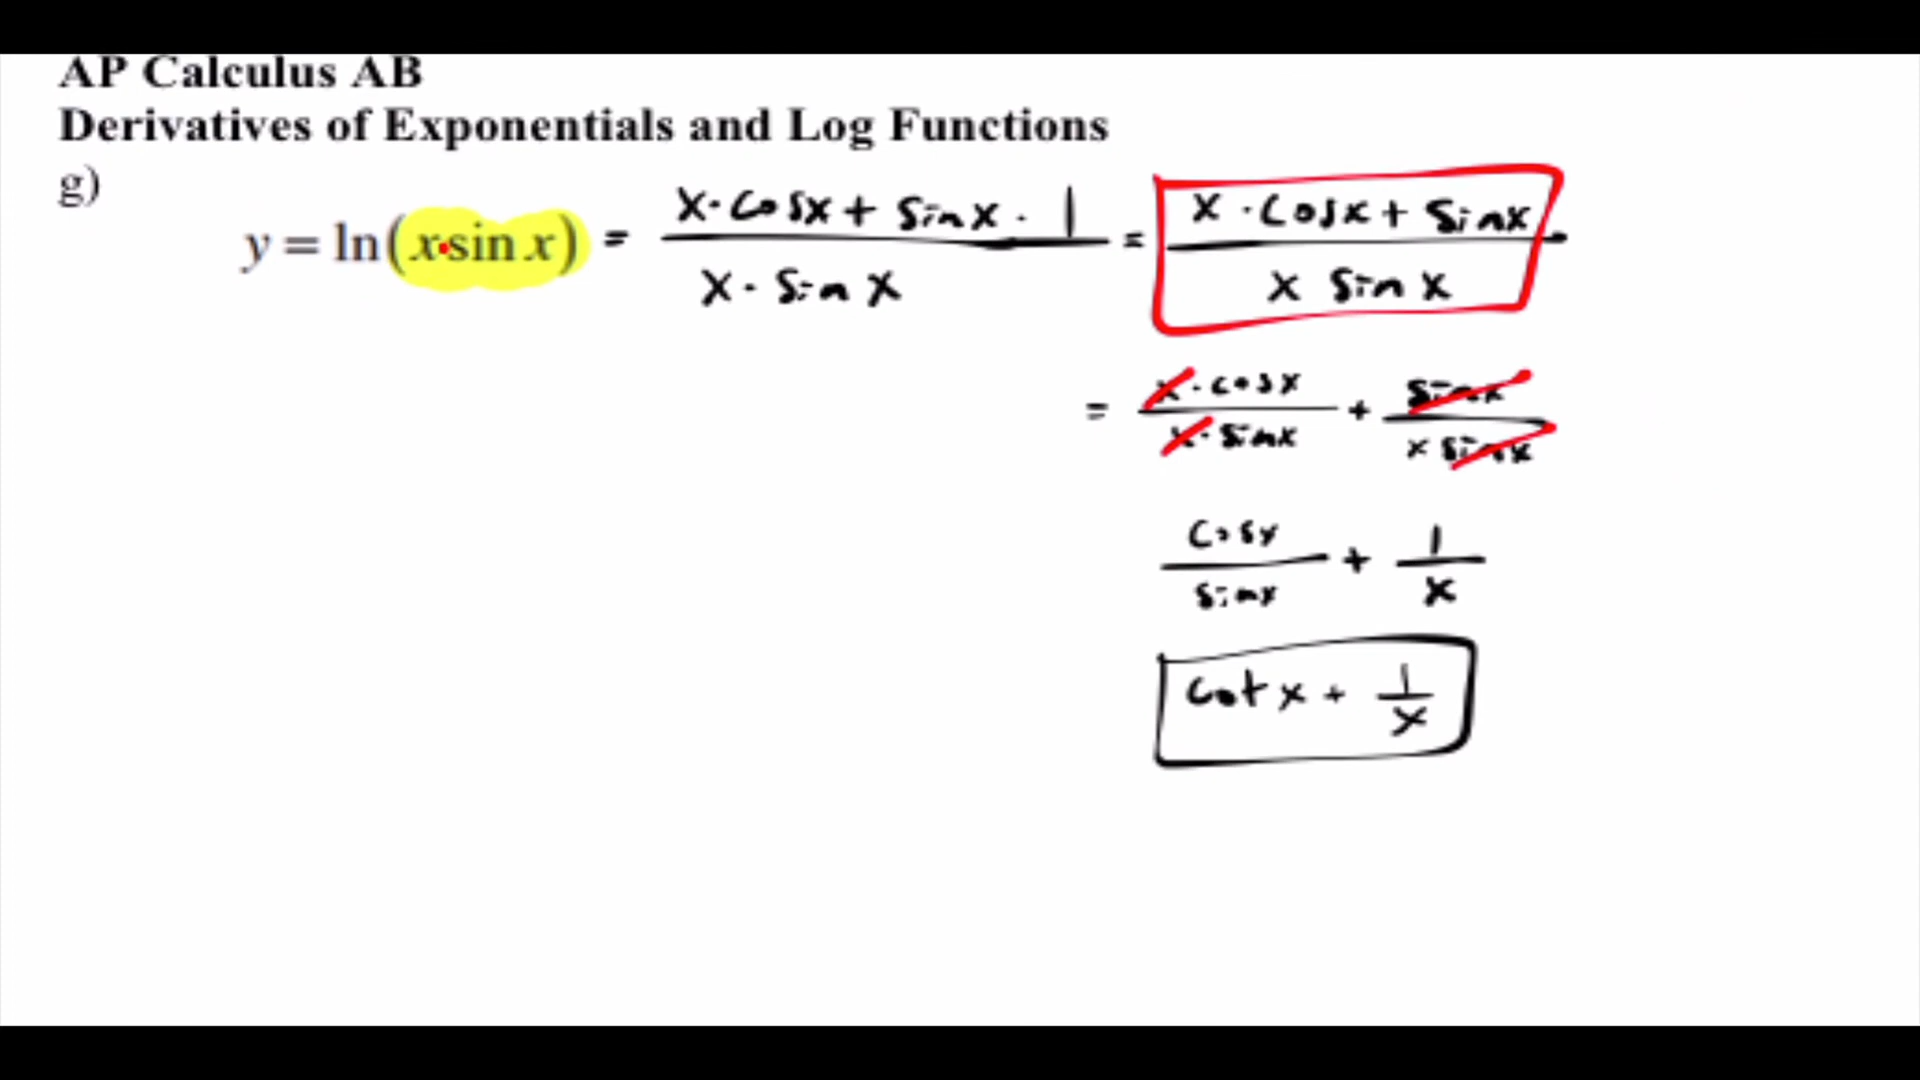 AP Calculus AB
Derivatives of Exponentials and Log Functions
g)
y = ln(x·sin x) = (x·cosx + sinx · 1)/(x · sin x) = (x · cosx + sinx)/(x sin x)
= (x · cosx)/(x · sinx) + (sinx)/(x sinx)
cosx/sinx + 1/x
cot x + 1/x